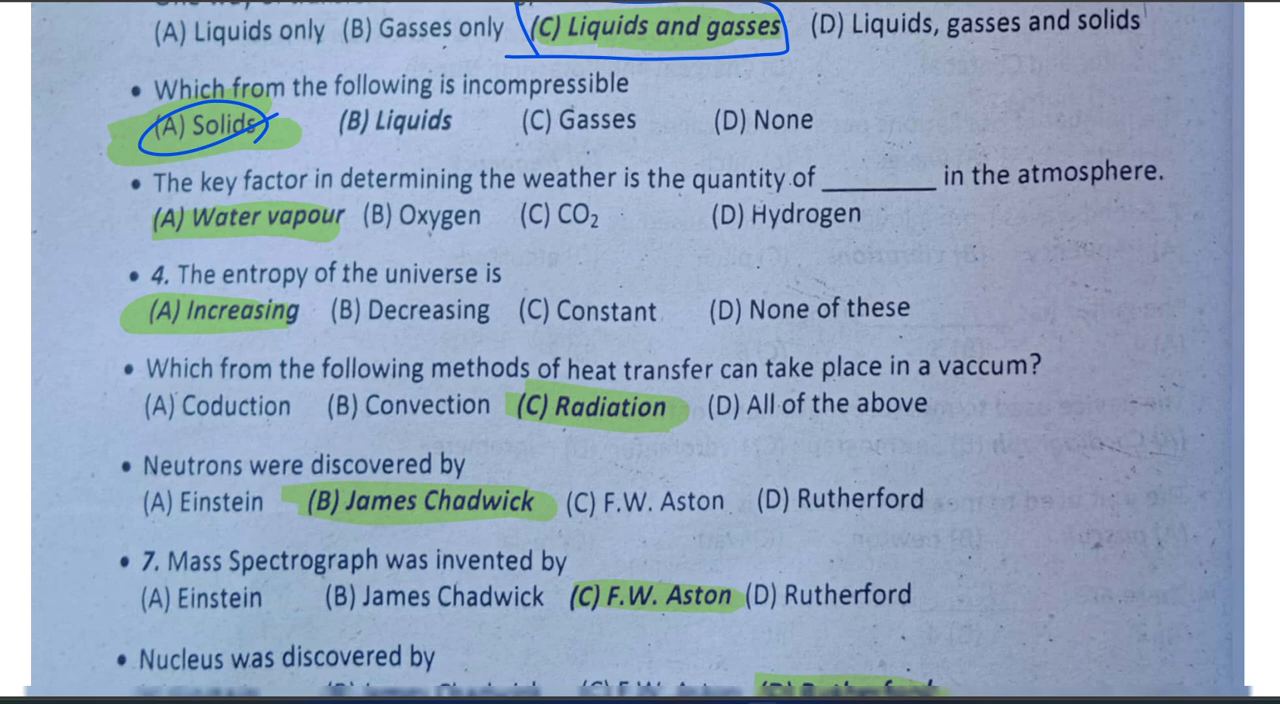 (A) Liquids only (B) Gasses only (C) Liquids and gasses (D) Liquids, gasses and solids
• Which from the following is incompressible
(A) Solids (B) Liquids (C) Gasses (D) None
• The key factor in determining the weather is the quantity of ________ in the atmosphere.
(A) Water vapour (B) Oxygen (C) CO₂ (D) Hydrogen
• 4. The entropy of the universe is
(A) Increasing (B) Decreasing (C) Constant (D) None of these
• Which from the following methods of heat transfer can take place in a vaccum?
(A) Coduction (B) Convection (C) Radiation (D) All of the above
• Neutrons were discovered by
(A) Einstein (B) James Chadwick (C) F.W. Aston (D) Rutherford
• 7. Mass Spectrograph was invented by
(A) Einstein (B) James Chadwick (C) F.W. Aston (D) Rutherford
• Nucleus was discovered by